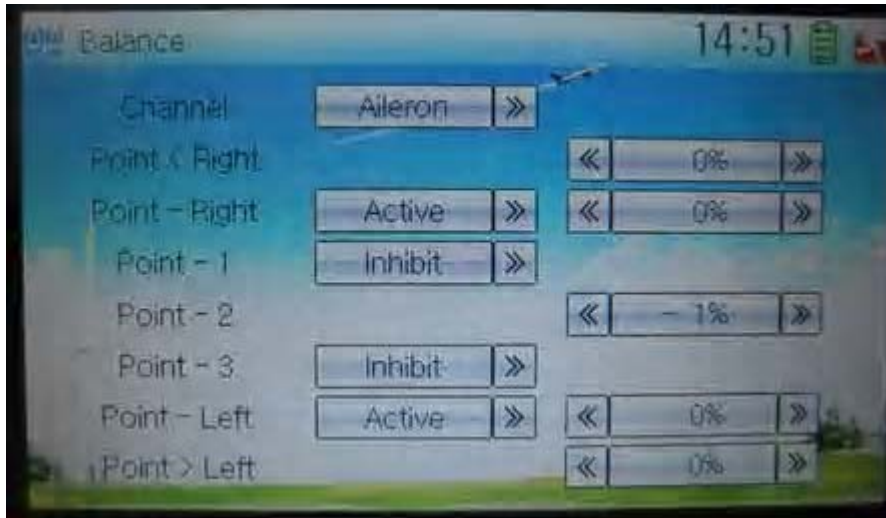 Balance 14:51
Channel Aileron »
Point < Right « 0% »
Point - Right Active » « 0% »
Point - 1 Inhibit »
Point - 2 « - 1% »
Point - 3 Inhibit »
Point - Left Active » « 0% »
Point > Left « 0% »